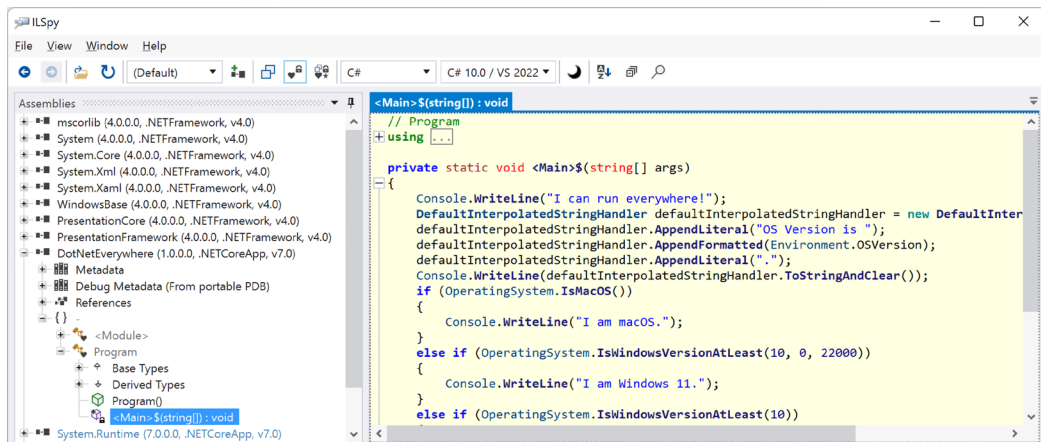 ILSpy
File View Window Help
(Default) C# C# 10.0 / VS 2022
Assemblies
mscorlib (4.0.0.0, .NETFramework, v4.0)
System (4.0.0.0, .NETFramework, v4.0)
System.Core (4.0.0.0, .NETFramework, v4.0)
System.Xml (4.0.0.0, .NETFramework, v4.0)
System.Xaml (4.0.0.0, .NETFramework, v4.0)
WindowsBase (4.0.0.0, .NETFramework, v4.0)
PresentationCore (4.0.0.0, .NETFramework, v4.0)
PresentationFramework (4.0.0.0, .NETFramework, v4.0)
DotNetEverywhere (1.0.0.0, .NETCoreApp, v7.0)
Metadata
Debug Metadata (From portable PDB)
References
{ } -
<Module>
Program
Base Types
Derived Types
Program()
<Main>$(string[]) : void
System.Runtime (7.0.0.0, .NETCoreApp, v7.0)
<Main>$(string[]) : void
// Program
using ...
private static void <Main>$(string[] args)
{
Console.WriteLine("I can run everywhere!");
DefaultInterpolatedStringHandler defaultInterpolatedStringHandler = new DefaultInter
defaultInterpolatedStringHandler.AppendLiteral("OS Version is ");
defaultInterpolatedStringHandler.AppendFormatted(Environment.OSVersion);
defaultInterpolatedStringHandler.AppendLiteral(".");
Console.WriteLine(defaultInterpolatedStringHandler.ToStringAndClear());
if (OperatingSystem.IsMacOS())
{
Console.WriteLine("I am macOS.");
}
else if (OperatingSystem.IsWindowsVersionAtLeast(10, 0, 22000))
{
Console.WriteLine("I am Windows 11.");
}
else if (OperatingSystem.IsWindowsVersionAtLeast(10))